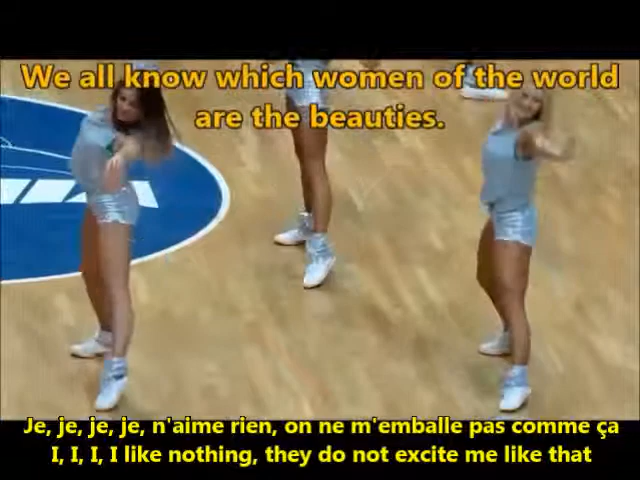 We all know which women of the world
are the beauties.
Je, je, je, je, n'aime rien, on ne m'emballe pas comme ça
I, I, I, I like nothing, they do not excite me like that